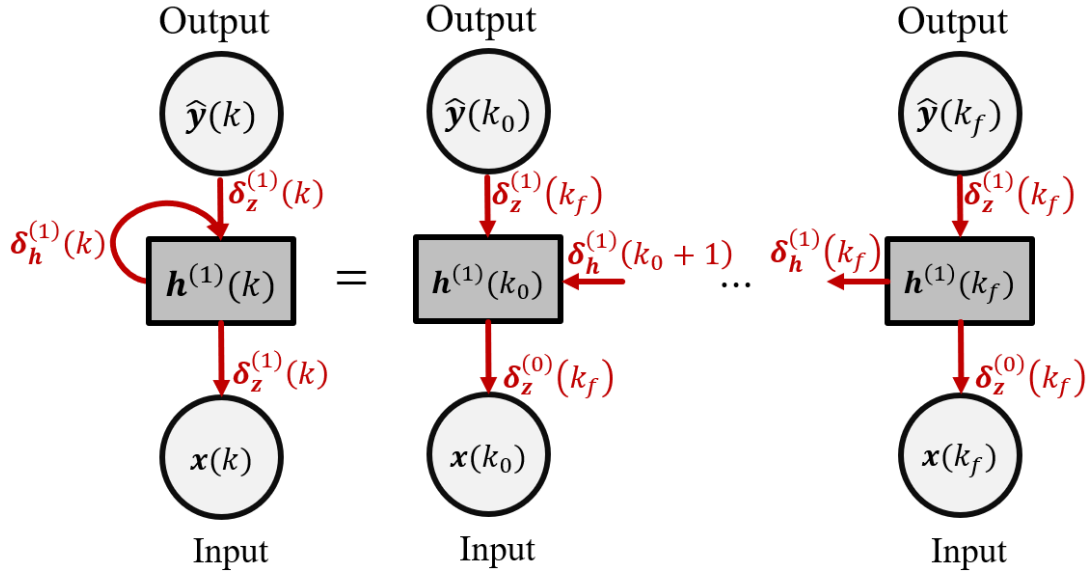 Output Output Output
ŷ(k) ŷ(k₀) ŷ(k_f)
δ_z^(1)(k) δ_z^(1)(k_f) δ_z^(1)(k_f)
δ_h^(1)(k) δ_h^(1)(k₀ + 1) δ_h^(1)(k_f)
h^(1)(k) = h^(1)(k₀) ... h^(1)(k_f)
δ_z^(1)(k) δ_z^(0)(k_f) δ_z^(0)(k_f)
x(k) x(k₀) x(k_f)
Input Input Input